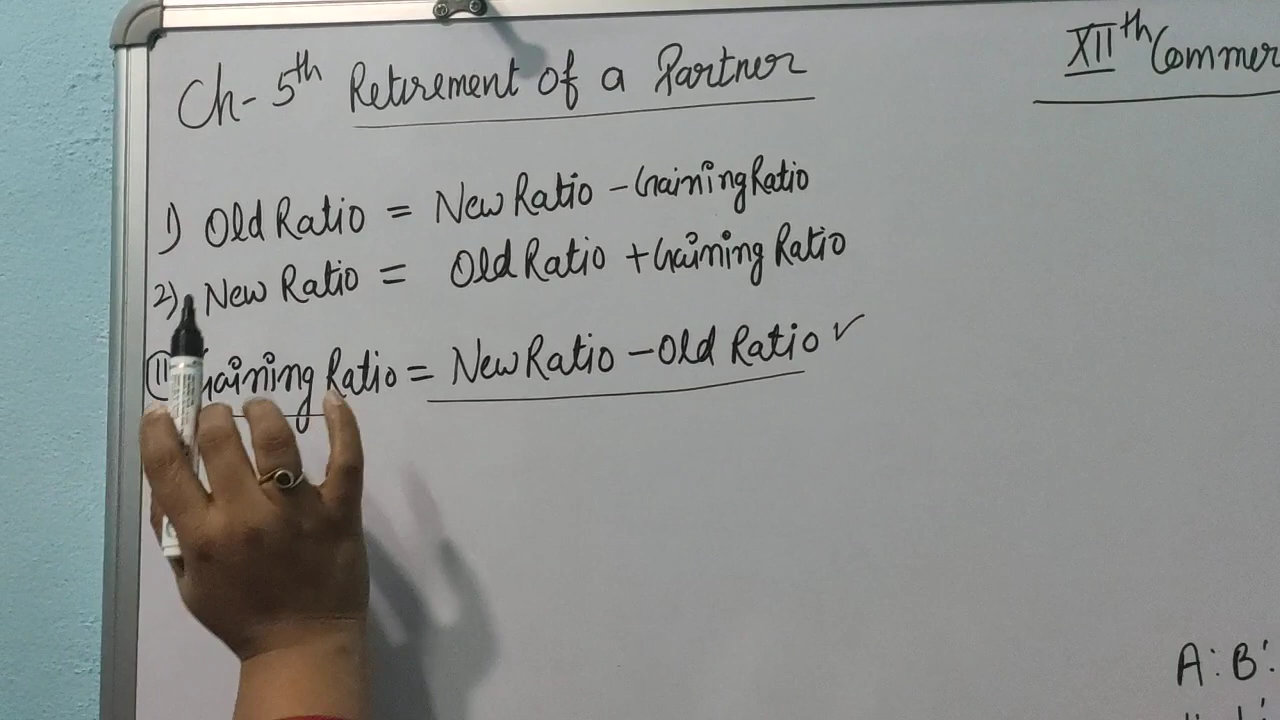 Ch- 5th Retirement of a Partner
XIIth Commer
1) Old Ratio = New Ratio - Gaining Ratio
2) New Ratio = Old Ratio + Gaining Ratio
Gaining Ratio = New Ratio - Old Ratio ✓
A : B :